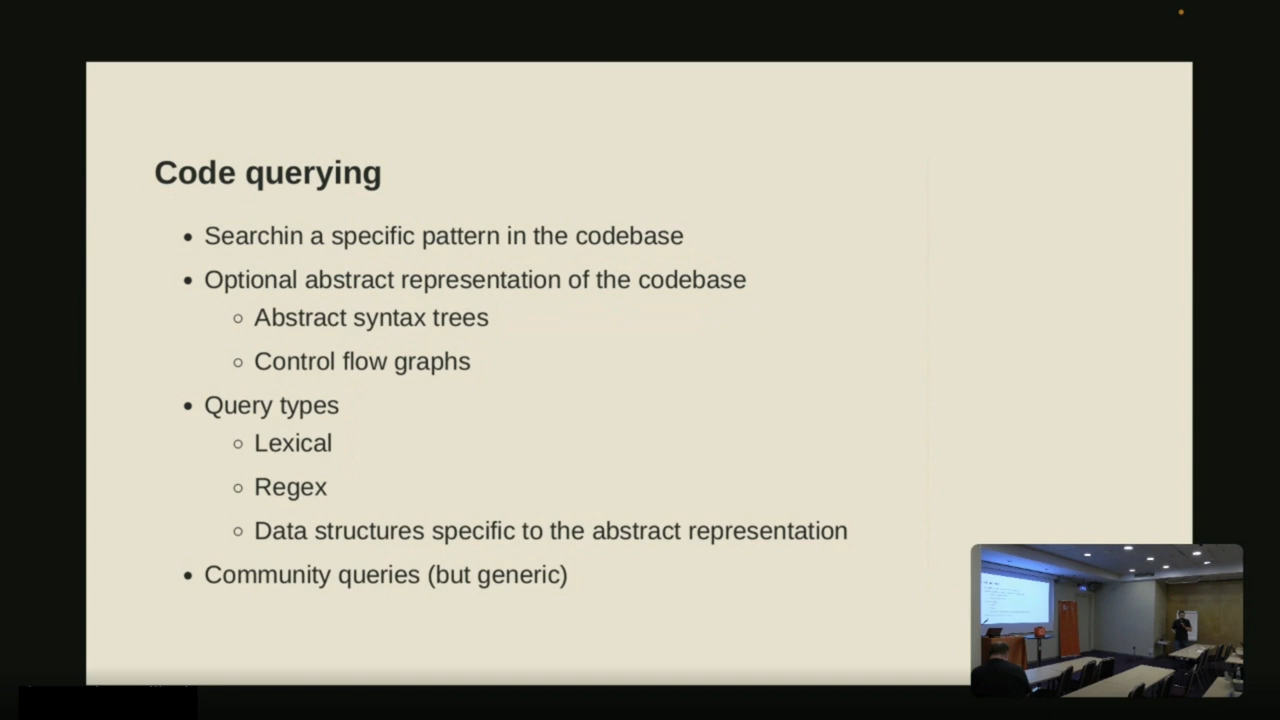 Code querying
• Searchin a specific pattern in the codebase
• Optional abstract representation of the codebase
◦ Abstract syntax trees
◦ Control flow graphs
• Query types
◦ Lexical
◦ Regex
◦ Data structures specific to the abstract representation
• Community queries (but generic)